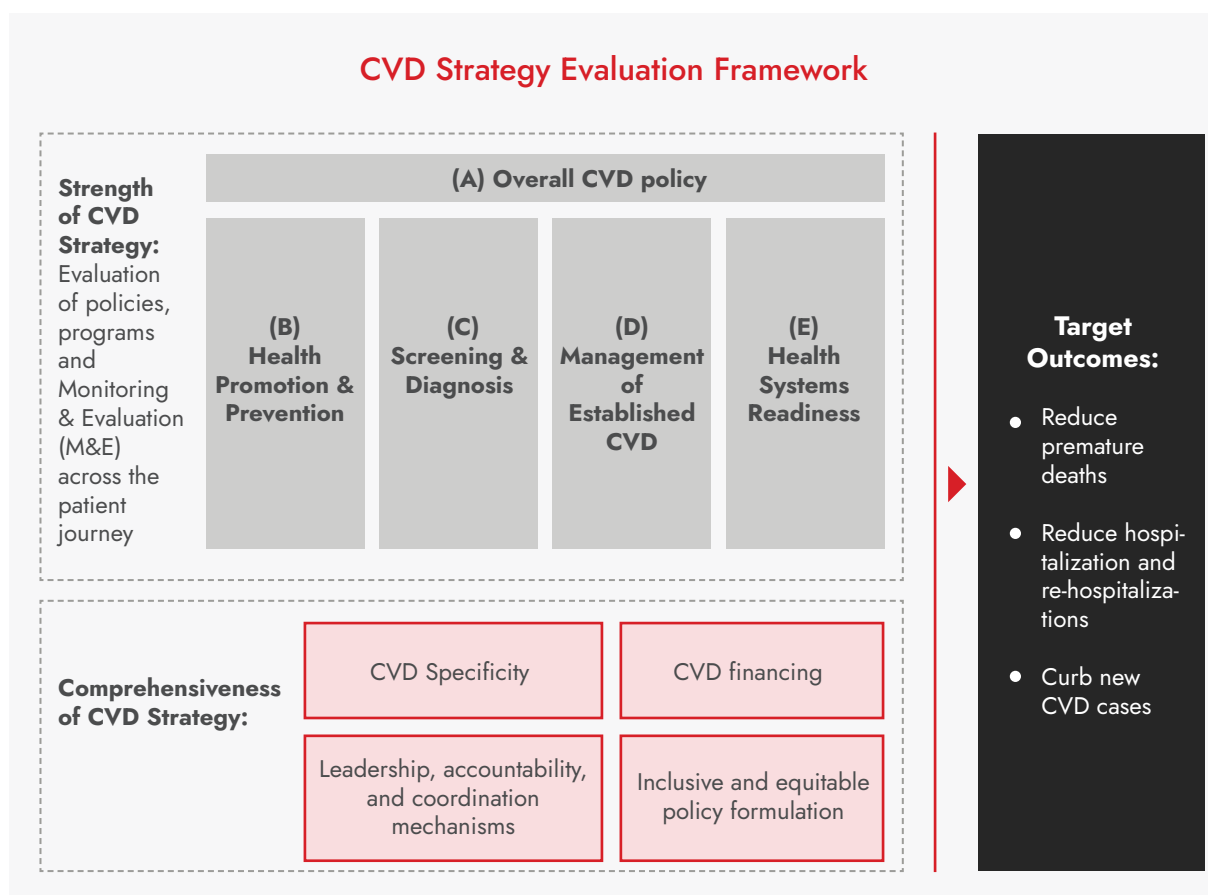 CVD Strategy Evaluation Framework
Strength
of CVD
Strategy:
Evaluation
of policies,
programs
and
Monitoring
& Evaluation
(M&E)
across the
patient
journey
(A) Overall CVD policy
(B)
Health
Promotion &
Prevention
(C)
Screening &
Diagnosis
(D)
Management
of
Established
CVD
(E)
Health
Systems
Readiness
Comprehensiveness
of CVD Strategy:
CVD Specificity
CVD financing
Leadership, accountability,
and coordination
mechanisms
Inclusive and equitable
policy formulation
Target
Outcomes:
● Reduce
premature
deaths
● Reduce hospi-
talization and
re-hospitaliza-
tions
● Curb new
CVD cases